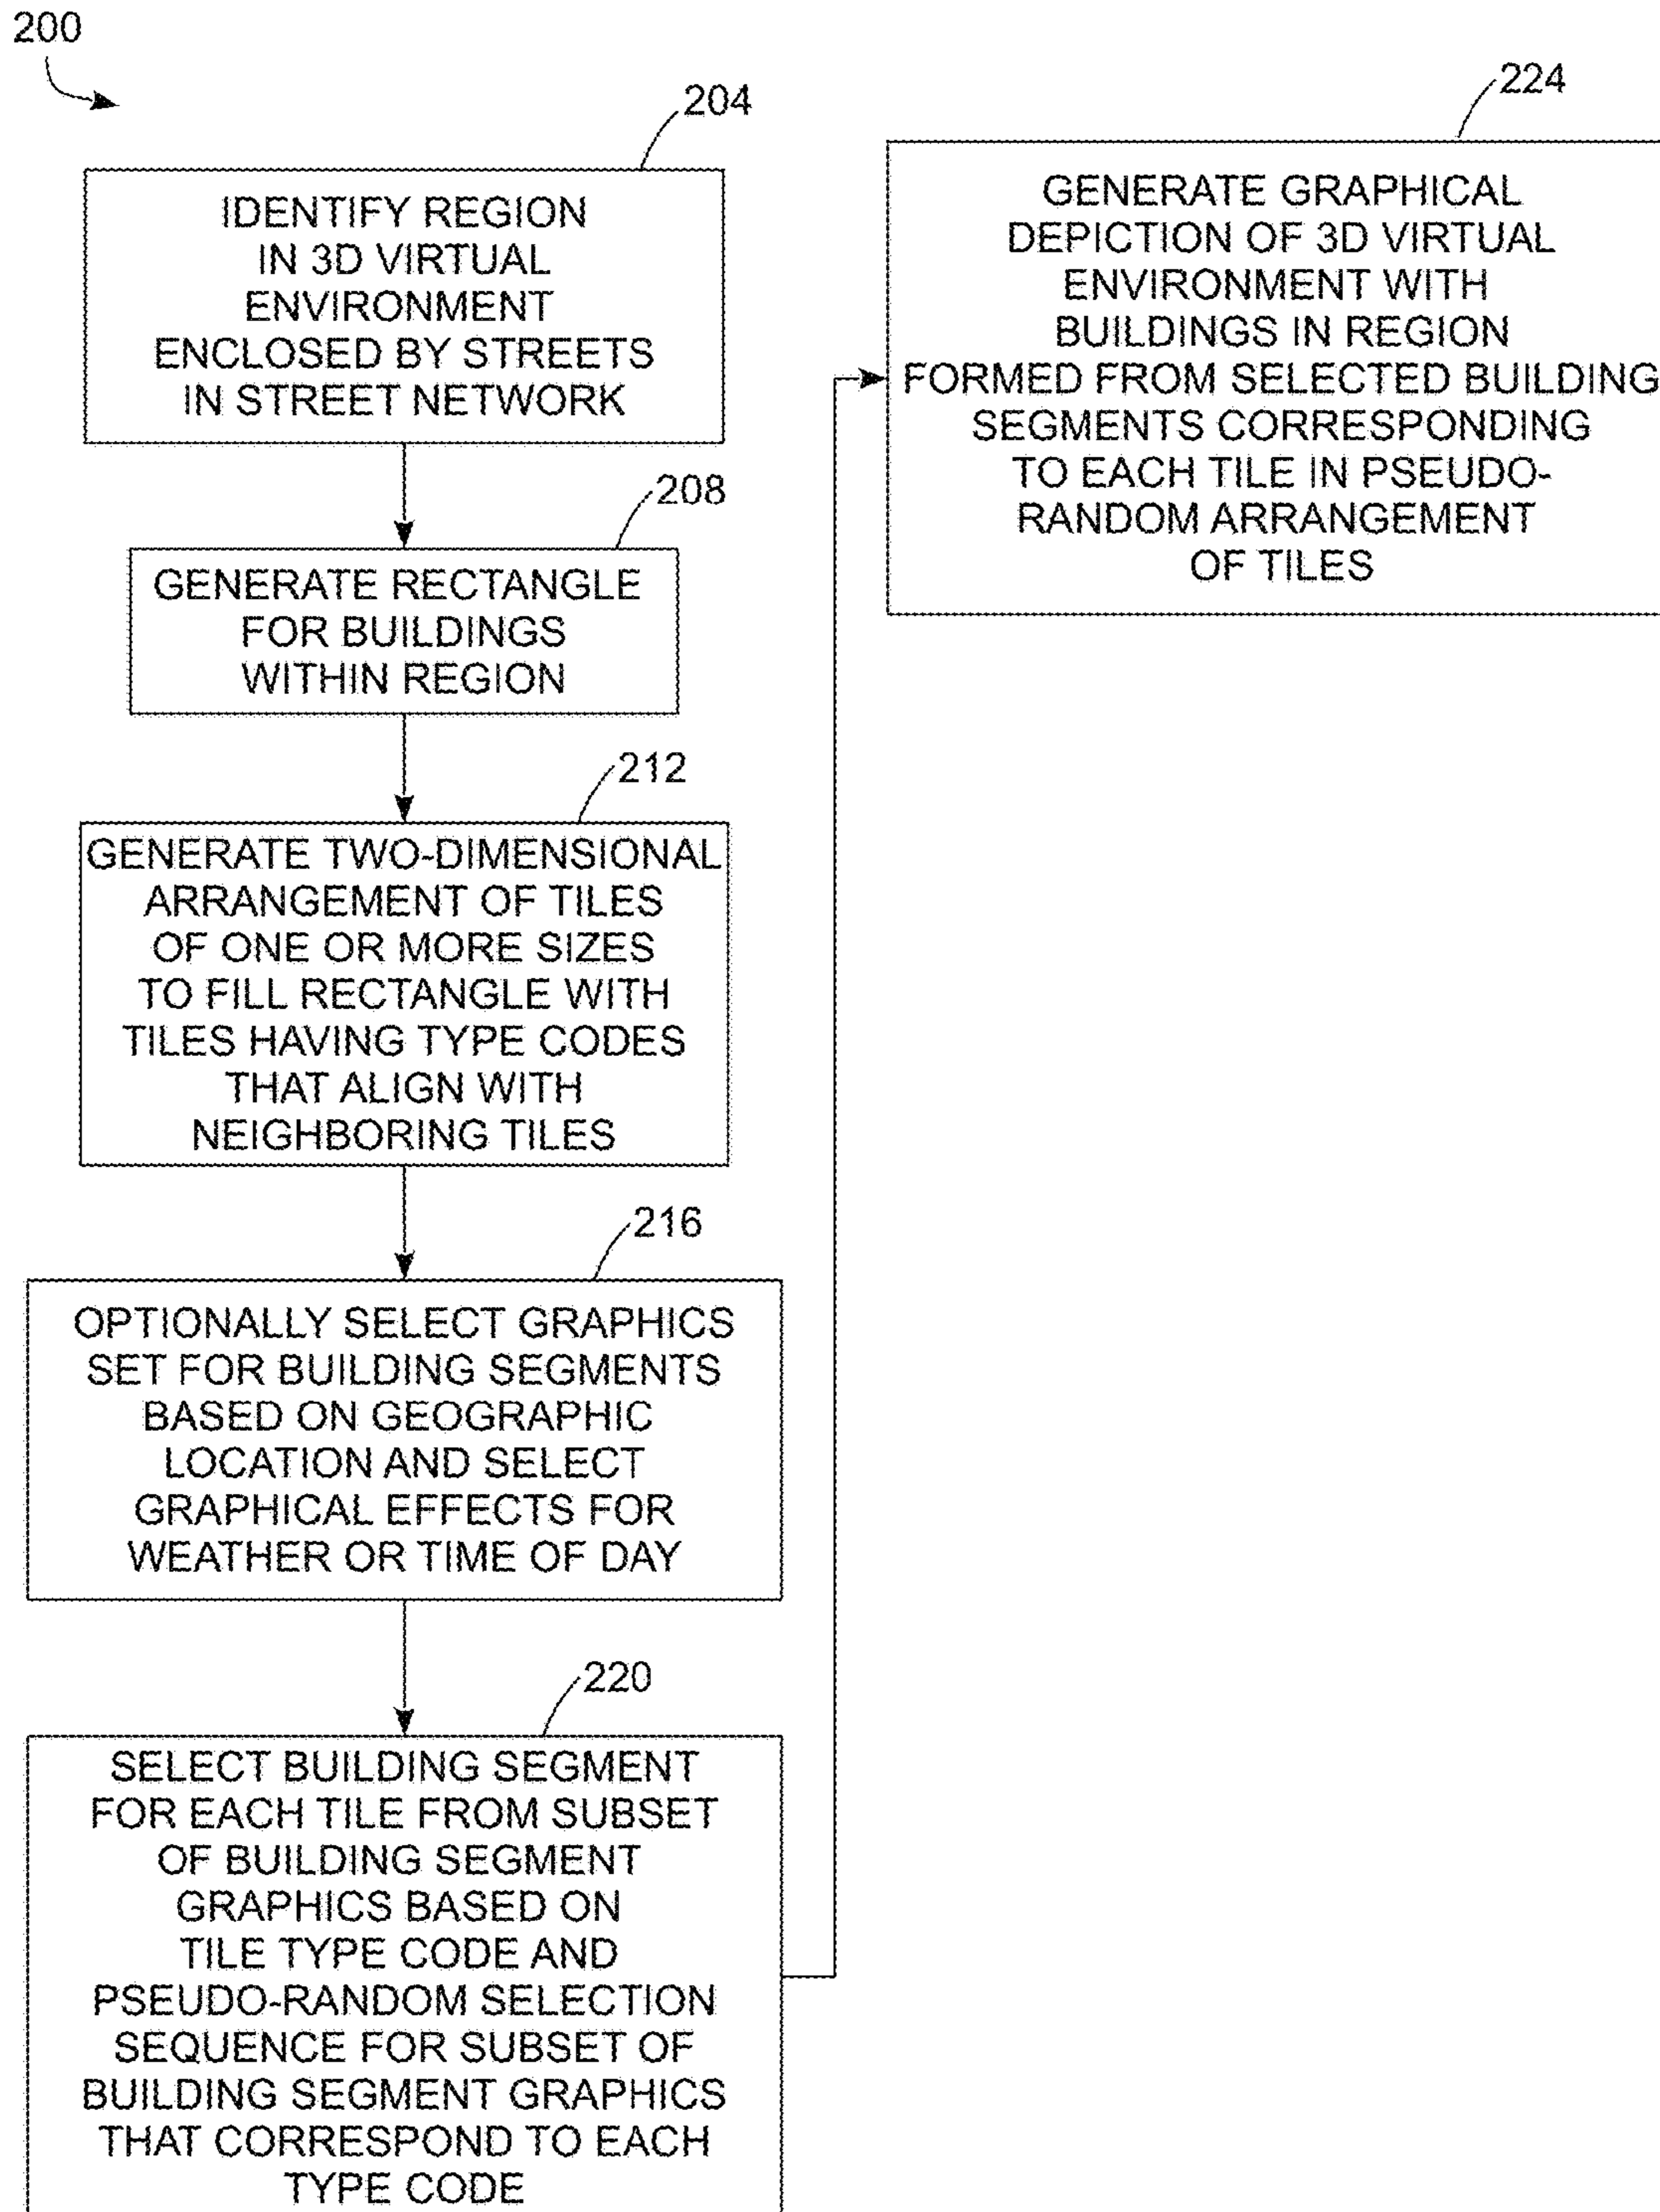 200
204
IDENTIFY REGION
IN 3D VIRTUAL
ENVIRONMENT
ENCLOSED BY STREETS
IN STREET NETWORK
208
GENERATE RECTANGLE
FOR BUILDINGS
WITHIN REGION
212
GENERATE TWO-DIMENSIONAL
ARRANGEMENT OF TILES
OF ONE OR MORE SIZES
TO FILL RECTANGLE WITH
TILES HAVING TYPE CODES
THAT ALIGN WITH
NEIGHBORING TILES
216
OPTIONALLY SELECT GRAPHICS
SET FOR BUILDING SEGMENTS
BASED ON GEOGRAPHIC
LOCATION AND SELECT
GRAPHICAL EFFECTS FOR
WEATHER OR TIME OF DAY
220
SELECT BUILDING SEGMENT
FOR EACH TILE FROM SUBSET
OF BUILDING SEGMENT
GRAPHICS BASED ON
TILE TYPE CODE AND
PSEUDO-RANDOM SELECTION
SEQUENCE FOR SUBSET OF
BUILDING SEGMENT GRAPHICS
THAT CORRESPOND TO EACH
TYPE CODE
224
GENERATE GRAPHICAL
DEPICTION OF 3D VIRTUAL
ENVIRONMENT WITH
BUILDINGS IN REGION
FORMED FROM SELECTED BUILDING
SEGMENTS CORRESPONDING
TO EACH TILE IN PSEUDO-
RANDOM ARRANGEMENT
OF TILES